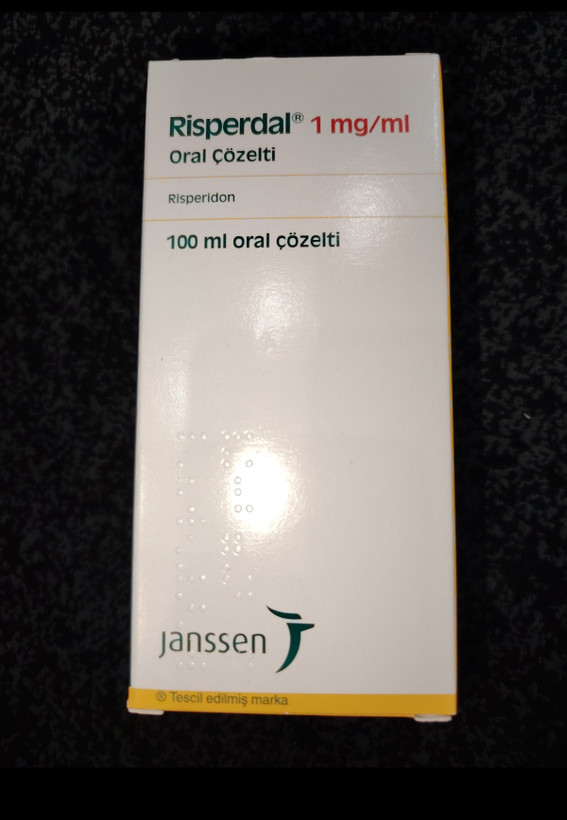 Risperdal® 1 mg/ml
Oral Çözelti
Risperidon
100 ml oral çözelti
janssen
® Tescil edilmiş marka